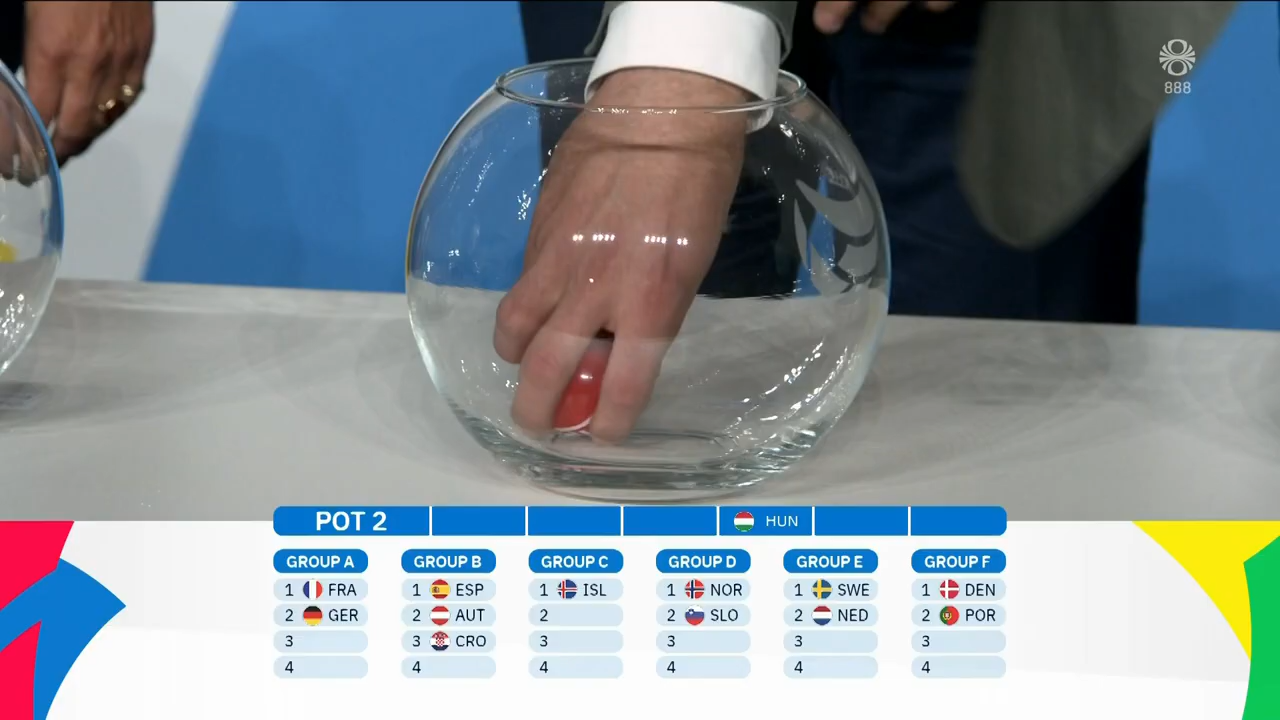 888
POT 2 HUN
GROUP A GROUP B GROUP C GROUP D GROUP E GROUP F
1 FRA 1 ESP 1 ISL 1 NOR 1 SWE 1 DEN
2 GER 2 AUT 2 2 SLO 2 NED 2 POR
3 3 CRO 3 3 3 3
4 4 4 4 4 4